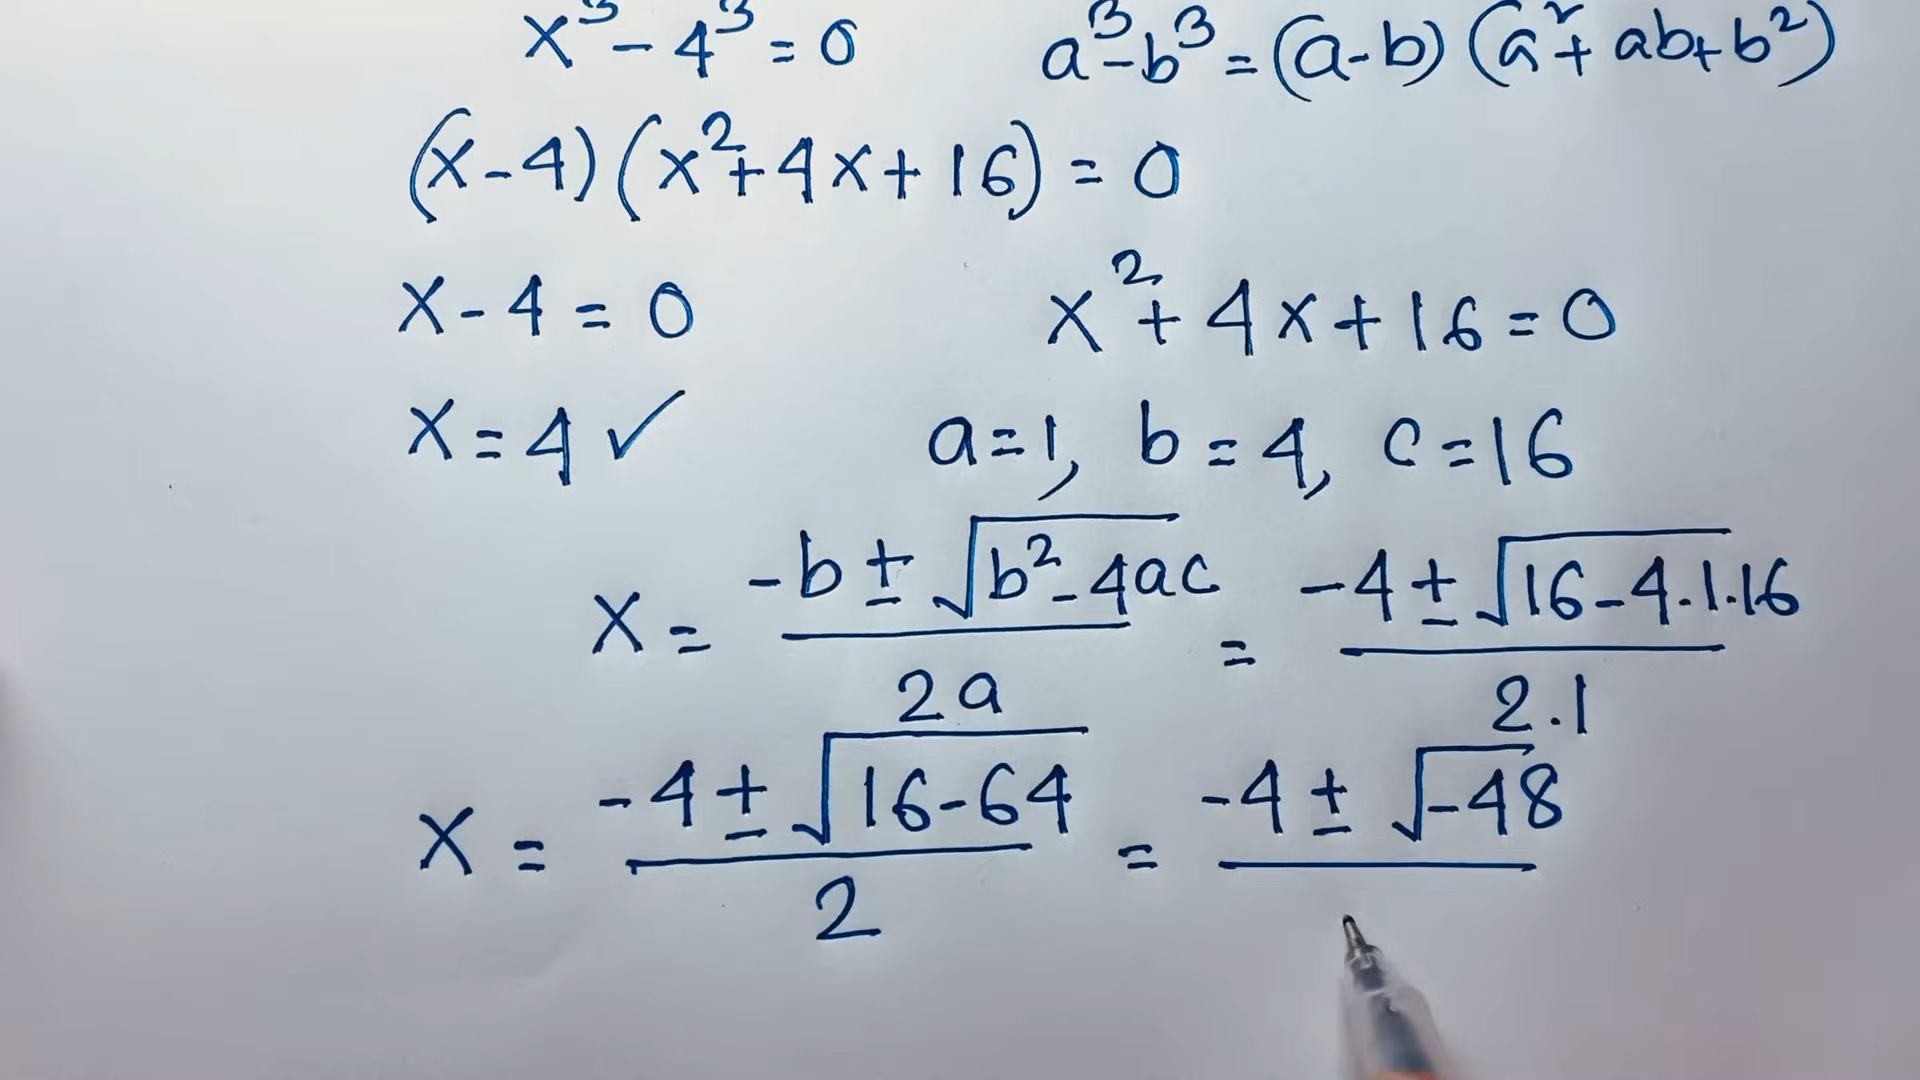 x³ - 4³ = 0 a³ - b³ = (a - b) (a² + ab + b²)
(x - 4) (x² + 4x + 16) = 0
x - 4 = 0 x² + 4x + 16 = 0
x = 4 ✓ a = 1, b = 4, c = 16
x = (-b ± √(b² - 4ac))/(2a) = (-4 ± √(16 - 4.1.16))/(2.1)
x = (-4 ± √(16 - 64))/2 = -4 ± √(-48)